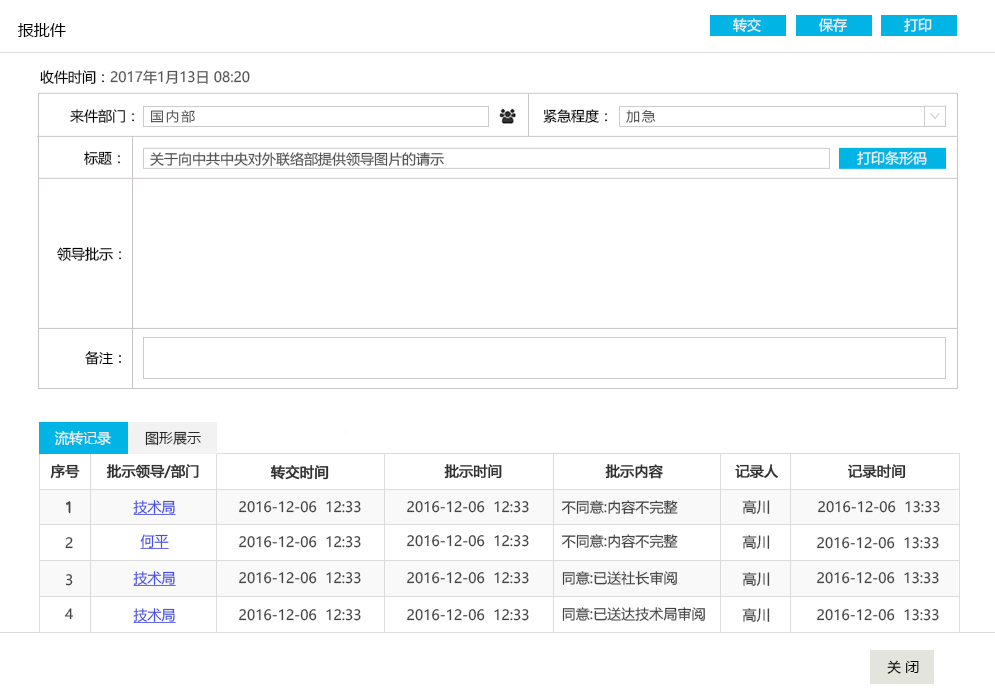 报批件 转交 保存 打印
收件时间：2017年1月13日 08:20
来件部门： 国内部 紧急程度： 加急
标题： 关于向中共中央对外联络部提供领导图片的请示 打印条形码
领导批示：
备注：
流转记录 图形展示
序号 批示领导/部门 转交时间 批示时间 批示内容 记录人 记录时间
1 技术局 2016-12-06 12:33 2016-12-06 12:33 不同意:内容不完整 高川 2016-12-06 13:33
2 何平 2016-12-06 12:33 2016-12-06 12:33 不同意:内容不完整 高川 2016-12-06 13:33
3 技术局 2016-12-06 12:33 2016-12-06 12:33 同意:已送社长审阅 高川 2016-12-06 13:33
4 技术局 2016-12-06 12:33 2016-12-06 12:33 同意:已送达技术局审阅 高川 2016-12-06 13:33
关 闭